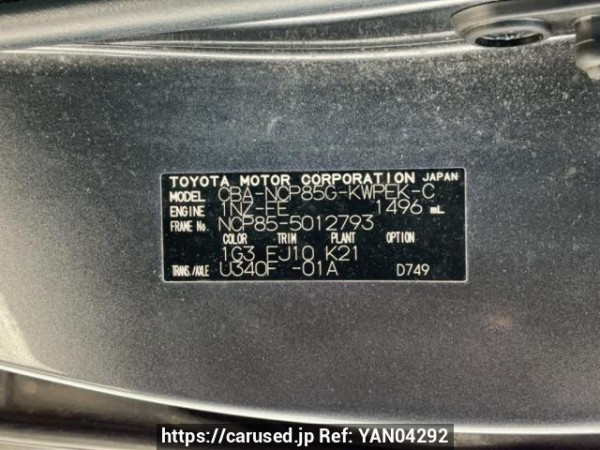 TOYOTA MOTOR CORPORATION JAPAN
MODEL CBA-NCP85G-KWPEK-C
ENGINE 1NZ-FE 1496 mL
FRAME No. NCP85-5012793
COLOR TRIM PLANT OPTION
1G3 EJ10 K21
TRANS./AXLE U340F -01A D749
https://carused.jp Ref: YAN04292